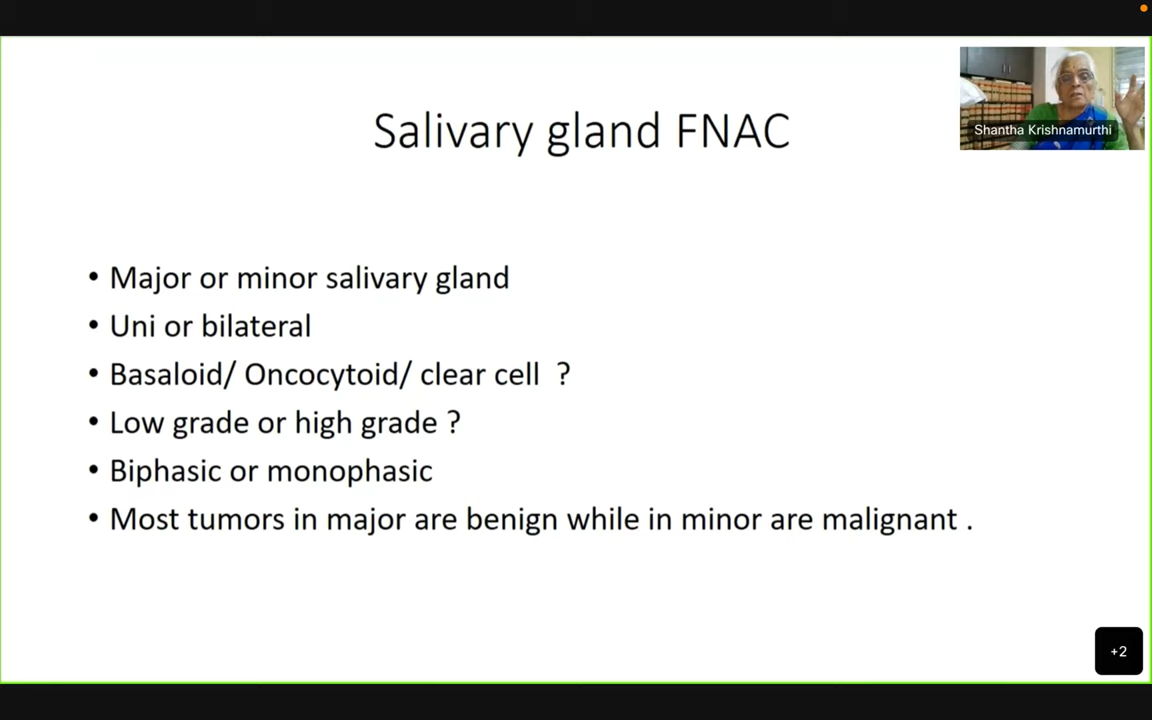 Shantha Krishnamurthi
Salivary gland FNAC
• Major or minor salivary gland
• Uni or bilateral
• Basaloid/ Oncocytoid/ clear cell  ?
• Low grade or high grade ?
• Biphasic or monophasic
• Most tumors in major are benign while in minor are malignant .
+2